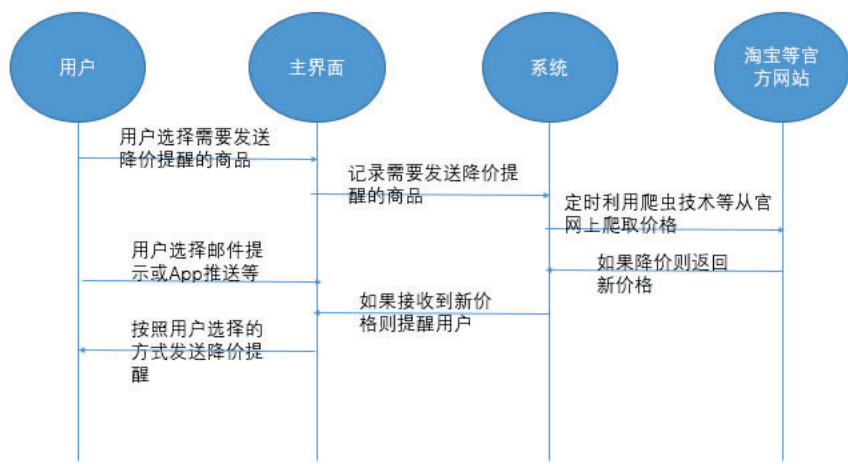 用户
主界面
系统
淘宝等官
方网站
用户选择需要发送
降价提醒的商品
记录需要发送降价提
醒的商品
定时利用爬虫技术等从官
网上爬取价格
用户选择邮件提
示或App推送等
如果降价则返回
新价格
如果接收到新价
格则提醒用户
按照用户选择的
方式发送降价提
醒